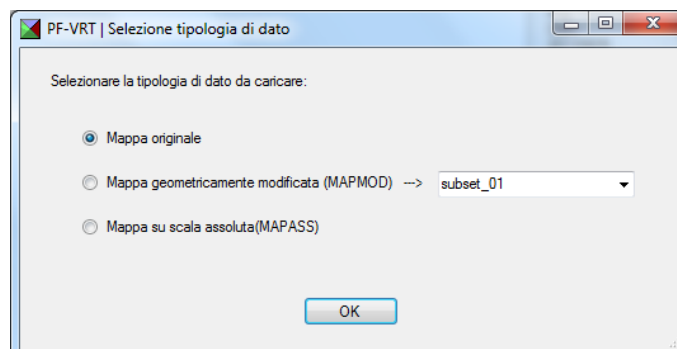 PF-VRT | Selezione tipologia di dato
Selezionare la tipologia di dato da caricare:
Mappa originale
Mappa geometricamente modificata (MAPMOD) ---> subset_01
Mappa su scala assoluta(MAPASS)
OK